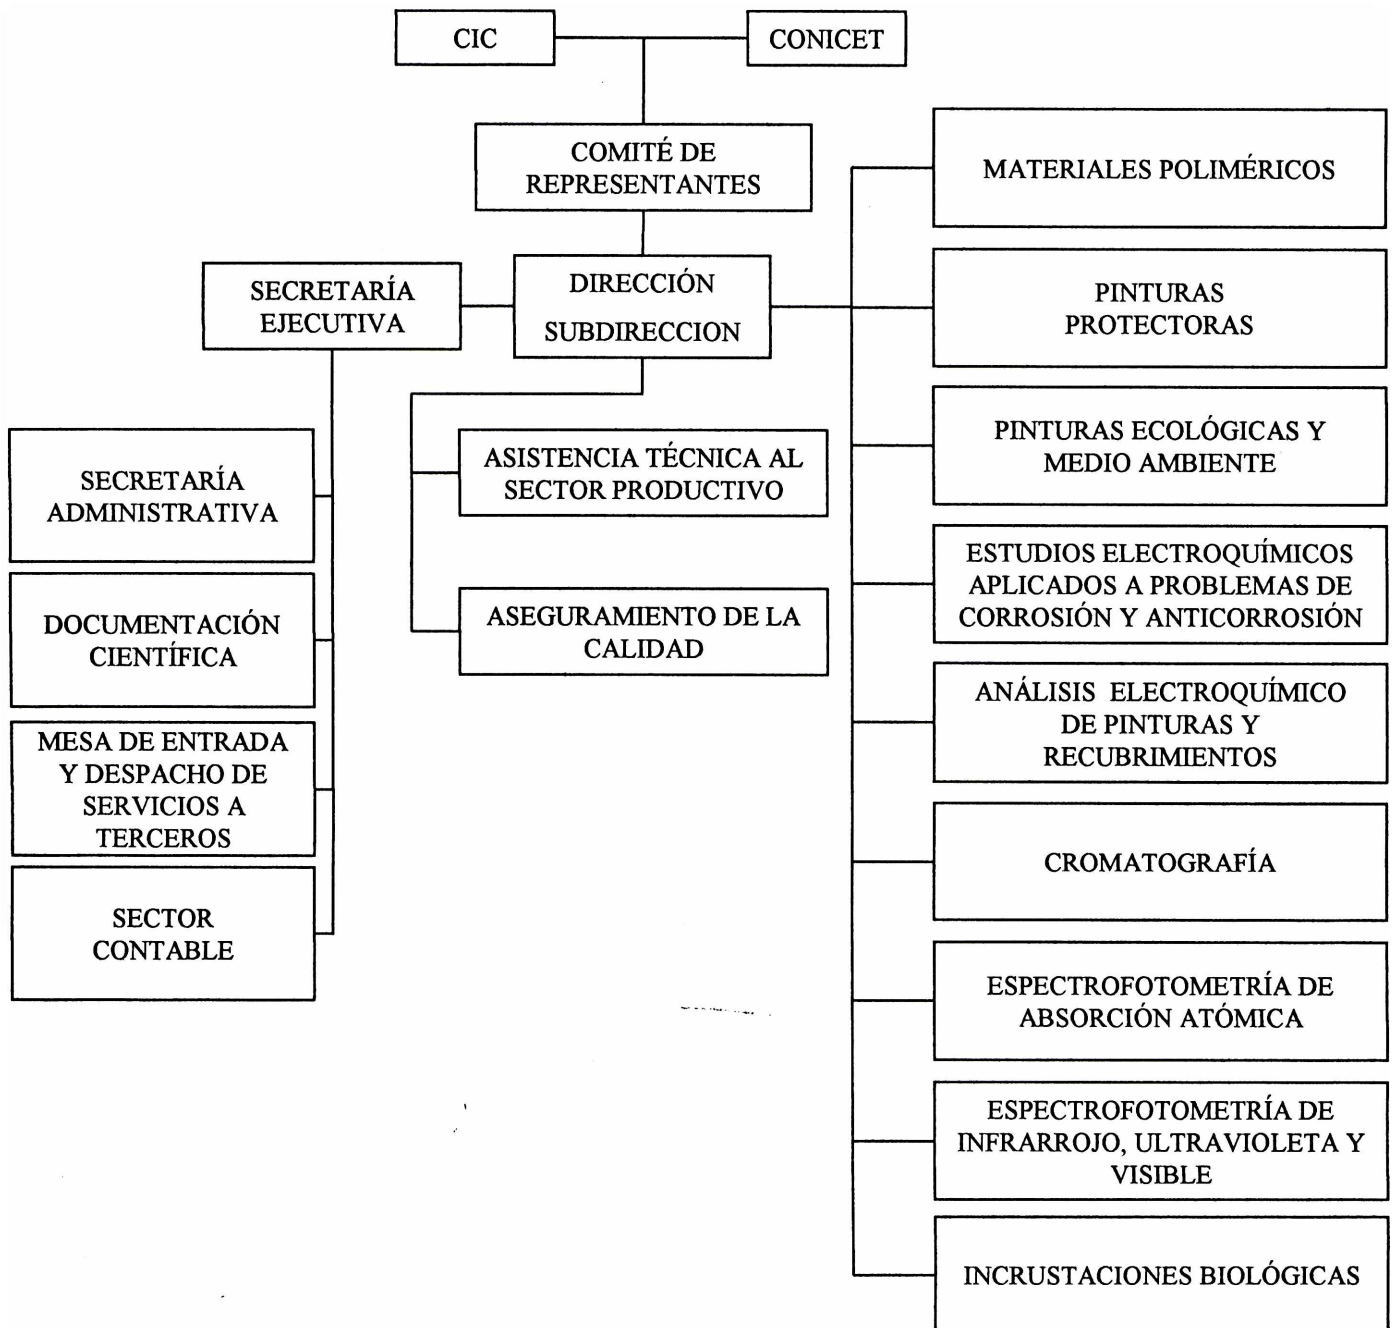 CIC
CONICET
COMITÉ DE
REPRESENTANTES
DIRECCIÓN
SUBDIRECCION
SECRETARÍA
EJECUTIVA
SECRETARÍA
ADMINISTRATIVA
DOCUMENTACIÓN
CIENTÍFICA
MESA DE ENTRADA
Y DESPACHO DE
SERVICIOS A
TERCEROS
SECTOR
CONTABLE
ASISTENCIA TÉCNICA AL
SECTOR PRODUCTIVO
ASEGURAMIENTO DE LA
CALIDAD
MATERIALES POLIMÉRICOS
PINTURAS
PROTECTORAS
PINTURAS ECOLÓGICAS Y
MEDIO AMBIENTE
ESTUDIOS ELECTROQUÍMICOS
APLICADOS A PROBLEMAS DE
CORROSIÓN Y ANTICORROSIÓN
ANÁLISIS ELECTROQUÍMICO
DE PINTURAS Y
RECUBRIMIENTOS
CROMATOGRAFÍA
ESPECTROFOTOMETRÍA DE
ABSORCIÓN ATÓMICA
ESPECTROFOTOMETRÍA DE
INFRARROJO, ULTRAVIOLETA Y
VISIBLE
INCRUSTACIONES BIOLÓGICAS